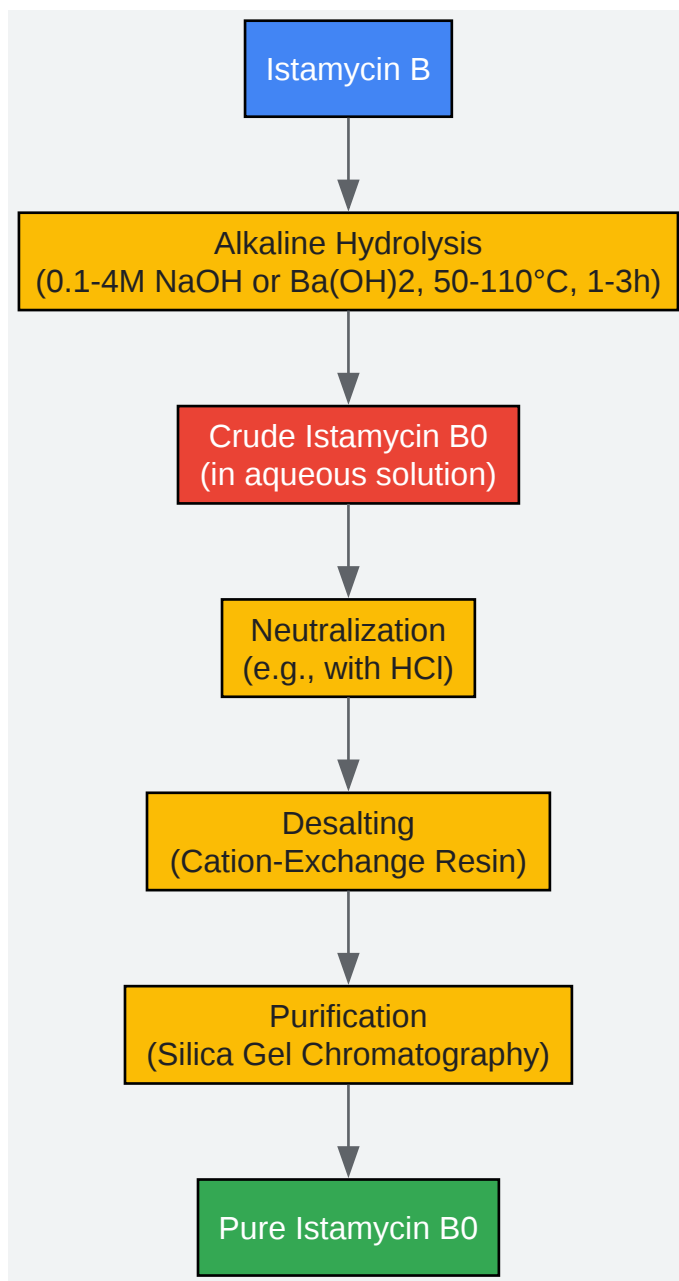 Istamycin B
Alkaline Hydrolysis
(0.1-4M NaOH or Ba(OH)2, 50-110°C, 1-3h)
Crude Istamycin B0
(in aqueous solution)
Neutralization
(e.g., with HCl)
Desalting
(Cation-Exchange Resin)
Purification
(Silica Gel Chromatography)
Pure Istamycin B0